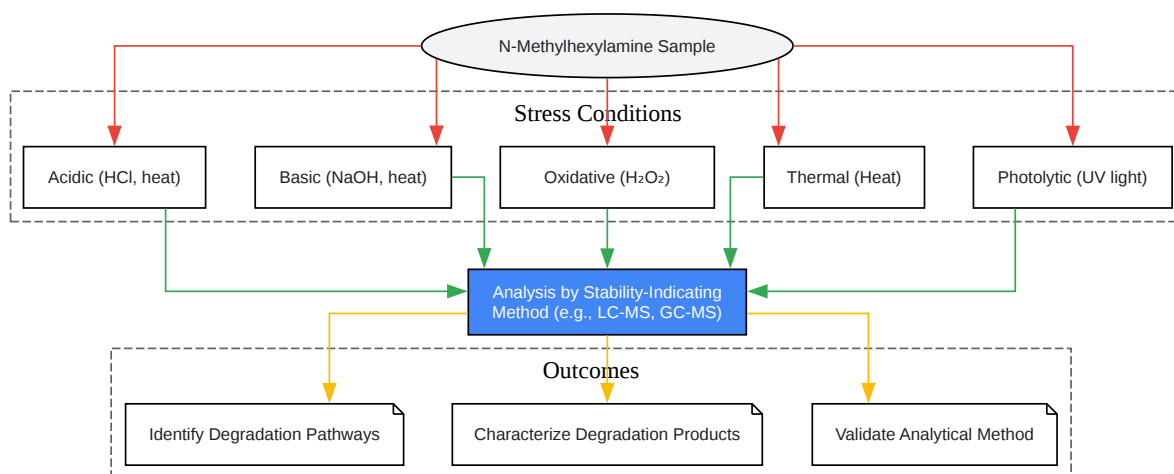 N-Methylhexylamine Sample
Stress Conditions
Acidic (HCl, heat)
Basic (NaOH, heat)
Oxidative (H₂O₂)
Thermal (Heat)
Photolytic (UV light)
Analysis by Stability-Indicating
Method (e.g., LC-MS, GC-MS)
Outcomes
Identify Degradation Pathways
Characterize Degradation Products
Validate Analytical Method